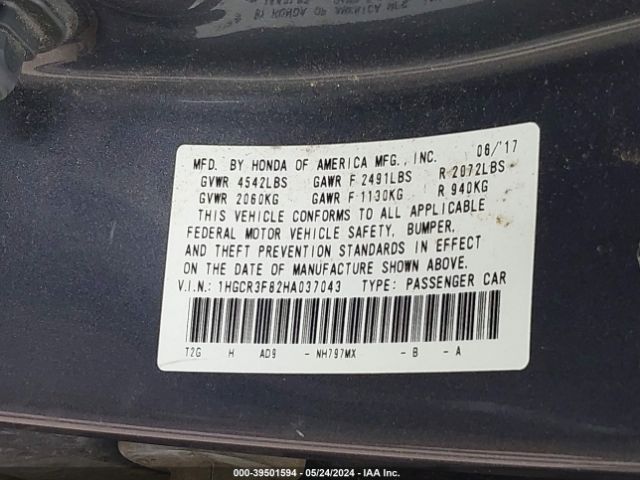 MFD. BY HONDA OF AMERICA MFG., INC. 06/'17
GVWR 4542LBS GAWR F 2491LBS R 2072LBS
GVWR 2060KG GAWR F 1130KG R 940KG
THIS VEHICLE CONFORMS TO ALL APPLICABLE
FEDERAL MOTOR VEHICLE SAFETY, BUMPER,
AND THEFT PREVENTION STANDARDS IN EFFECT
ON THE DATE OF MANUFACTURE SHOWN ABOVE.
V.I.N.: 1HGCR3F82HA037043 TYPE: PASSENGER CAR
T2G H AD9 - NH797MX - B - A
000-39501594 - 05/24/2024 - IAA Inc.